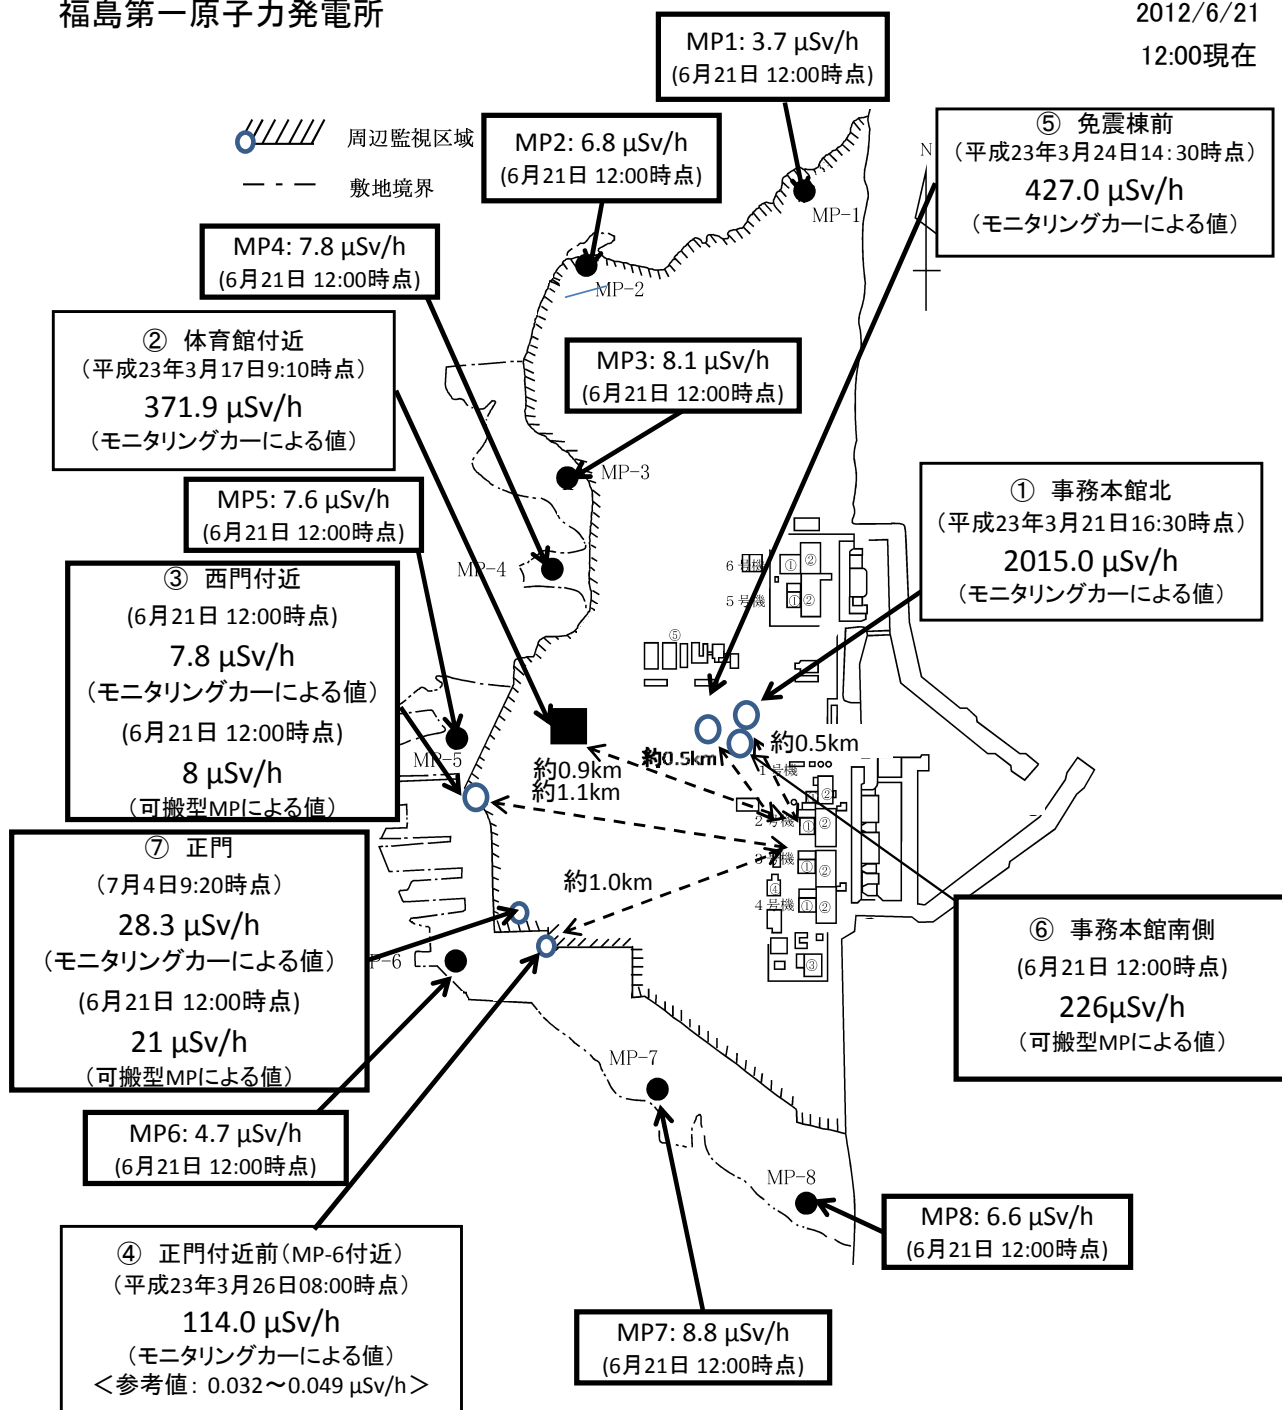 福島第一原子力発電所
2012/6/21
12:00現在
MP1: 3.7 μSv/h
(6月21日 12:00時点)
周辺監視区域
敷地境界
MP2: 6.8 μSv/h
(6月21日 12:00時点)
⑤ 免震棟前
(平成23年3月24日14:30時点)
427.0 μSv/h
(モニタリングカーによる値)
N
MP-1
MP4: 7.8 μSv/h
(6月21日 12:00時点)
MP-2
② 体育館付近
(平成23年3月17日9:10時点)
371.9 μSv/h
(モニタリングカーによる値)
MP3: 8.1 μSv/h
(6月21日 12:00時点)
MP-3
MP5: 7.6 μSv/h
(6月21日 12:00時点)
① 事務本館北
(平成23年3月21日16:30時点)
2015.0 μSv/h
(モニタリングカーによる値)
MP-4
③ 西門付近
(6月21日 12:00時点)
7.8 μSv/h
(モニタリングカーによる値)
(6月21日 12:00時点)
8 μSv/h
(可搬型MPによる値)
6号機
① ②
5号機
① ②
⑤
MP-5
約0.9km
約1.1km
約0.5km
約0.5km
1号機
②
2号機
① ②
3号機
① ②
④
4号機
① ②
③
約1.0km
⑦ 正門
(7月4日9:20時点)
28.3 μSv/h
(モニタリングカーによる値)
(6月21日 12:00時点)
21 μSv/h
(可搬型MPによる値)
P-6
⑥ 事務本館南側
(6月21日 12:00時点)
226μSv/h
(可搬型MPによる値)
MP-7
MP6: 4.7 μSv/h
(6月21日 12:00時点)
MP-8
MP8: 6.6 μSv/h
(6月21日 12:00時点)
④ 正門付近前(MP-6付近)
(平成23年3月26日08:00時点)
114.0 μSv/h
(モニタリングカーによる値)
<参考値: 0.032~0.049 μSv/h>
MP7: 8.8 μSv/h
(6月21日 12:00時点)